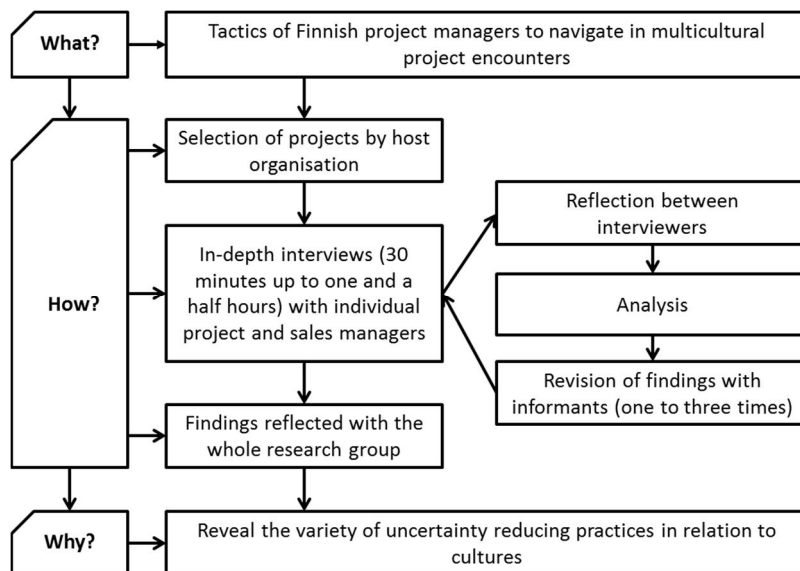 What?
Tactics of Finnish project managers to navigate in multicultural
project encounters
How?
Selection of projects by host
organisation
In-depth interviews (30
minutes up to one and a
half hours) with individual
project and sales managers
Reflection between
interviewers
Analysis
Revision of findings with
informants (one to three times)
Findings reflected with the
whole research group
Why?
Reveal the variety of uncertainty reducing practices in relation to
cultures